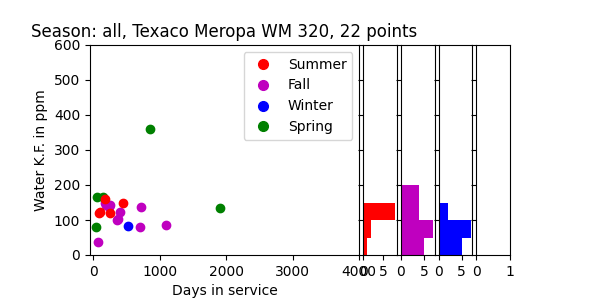 Season: all, Texaco Meropa WM 320, 22 points
Water K.F. in ppm
600
500
400
300
200
100
0
Summer
Fall
Winter
Spring
0 1000 2000 3000 4000 0 5 0 5 0 5 0 1
Days in service